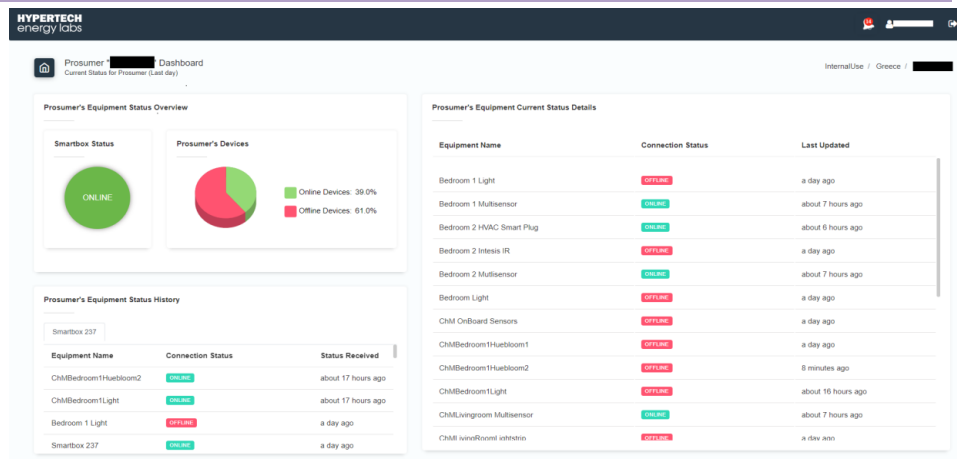 HYPERTECH
energy labs
14
Prosumer " " Dashboard
Current Status for Prosumer (Last day)
InternalUse / Greece /
Prosumer's Equipment Status Overview
Smartbox Status
ONLINE
Prosumer's Devices
Online Devices: 39.0%
Offline Devices: 61.0%
Prosumer's Equipment Status History
Smartbox 237
Equipment Name Connection Status Status Received
ChMBedroom1Huebloom2 ONLINE about 17 hours ago
ChMBedroom1Light ONLINE about 17 hours ago
Bedroom 1 Light OFFLINE a day ago
Smartbox 237 ONLINE a day ago
Prosumer's Equipment Current Status Details
Equipment Name Connection Status Last Updated
Bedroom 1 Light OFFLINE a day ago
Bedroom 1 Multisensor ONLINE about 7 hours ago
Bedroom 2 HVAC Smart Plug ONLINE about 6 hours ago
Bedroom 2 Intesis IR OFFLINE a day ago
Bedroom 2 Mutlisensor ONLINE about 7 hours ago
Bedroom Light OFFLINE a day ago
ChM OnBoard Sensors OFFLINE a day ago
ChMBedroom1Huebloom1 OFFLINE a day ago
ChMBedroom1Huebloom2 OFFLINE 8 minutes ago
ChMBedroom1Light OFFLINE about 16 hours ago
ChMLivingroom Multisensor ONLINE about 7 hours ago
ChMLivingRoomLightstrip OFFLINE a day ago